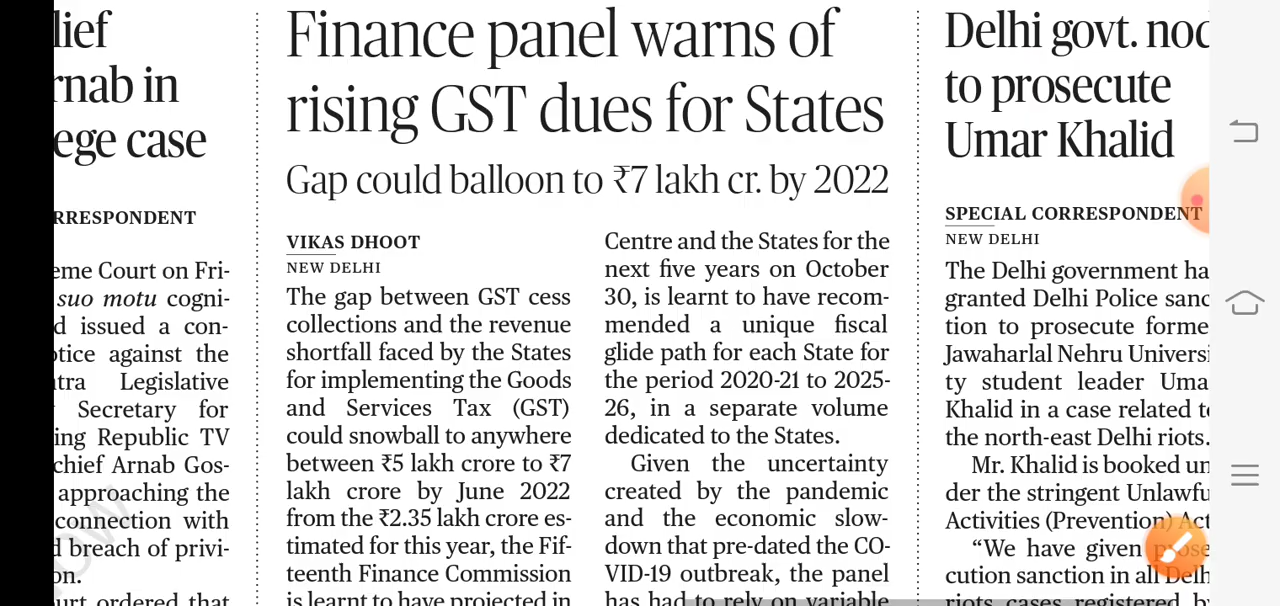 lief
rnab in
ege case
RRESPONDENT
eme Court on Fri-
suo motu cogni-
d issued a con-
otice against the
tra Legislative
Secretary for
ing Republic TV
chief Arnab Gos-
approaching the
connection with
d breach of privi-
on.
urt ordered that
Finance panel warns of
rising GST dues for States
Gap could balloon to ₹7 lakh cr. by 2022
VIKAS DHOOT
NEW DELHI
The gap between GST cess
collections and the revenue
shortfall faced by the States
for implementing the Goods
and Services Tax (GST)
could snowball to anywhere
between ₹5 lakh crore to ₹7
lakh crore by June 2022
from the ₹2.35 lakh crore es-
timated for this year, the Fif-
teenth Finance Commission
is learnt to have projected in
Centre and the States for the
next five years on October
30, is learnt to have recom-
mended a unique fiscal
glide path for each State for
the period 2020-21 to 2025-
26, in a separate volume
dedicated to the States.
Given the uncertainty
created by the pandemic
and the economic slow-
down that pre-dated the CO-
VID-19 outbreak, the panel
has had to rely on variable
Delhi govt. nod
to prosecute
Umar Khalid
SPECIAL CORRESPONDENT
NEW DELHI
The Delhi government ha
granted Delhi Police sanc
tion to prosecute forme
Jawaharlal Nehru Universi
ty student leader Uma
Khalid in a case related to
the north-east Delhi riots.
Mr. Khalid is booked un
der the stringent Unlawfu
Activities (Prevention) Act
“We have given prose
cution sanction in all Delh
riots cases registered by